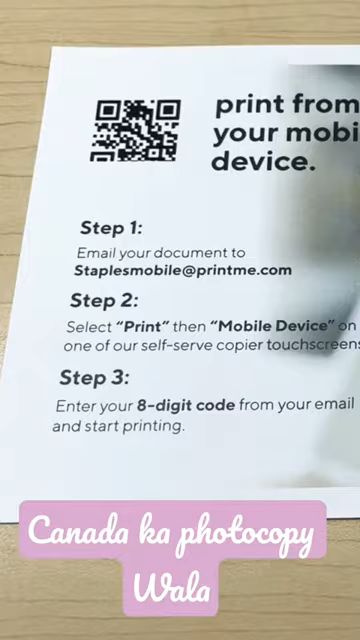 print from
your mobi
device.
Step 1:
Email your document to
Staplesmobile@printme.com
Step 2:
Select “Print” then “Mobile Device” on
one of our self-serve copier touchscreens
Step 3:
Enter your 8-digit code from your email
and start printing.
Canada ka photocopy
Wala